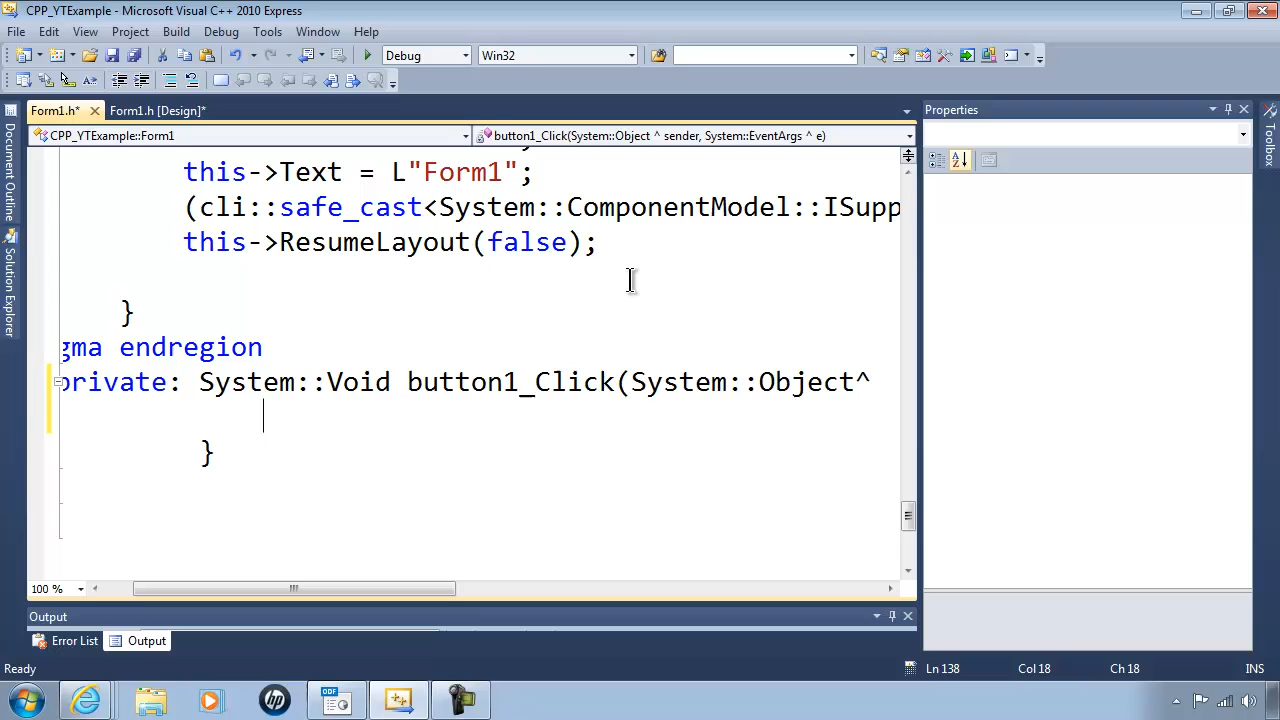 CPP_YTExample - Microsoft Visual C++ 2010 Express
File Edit View Project Build Debug Tools Window Help
Debug Win32
Form1.h* Form1.h [Design]*
CPP_YTExample::Form1 button1_Click(System::Object ^ sender, System::EventArgs ^ e)
this->Text = L"Form1";
(cli::safe_cast<System::ComponentModel::ISupp
this->ResumeLayout(false);
}
gma endregion
private: System::Void button1_Click(System::Object^
}
100 %
Output
Error List Output
Properties
Document Outline
Solution Explorer
Toolbox
Ready Ln 138 Col 18 Ch 18 INS
hp
ODF